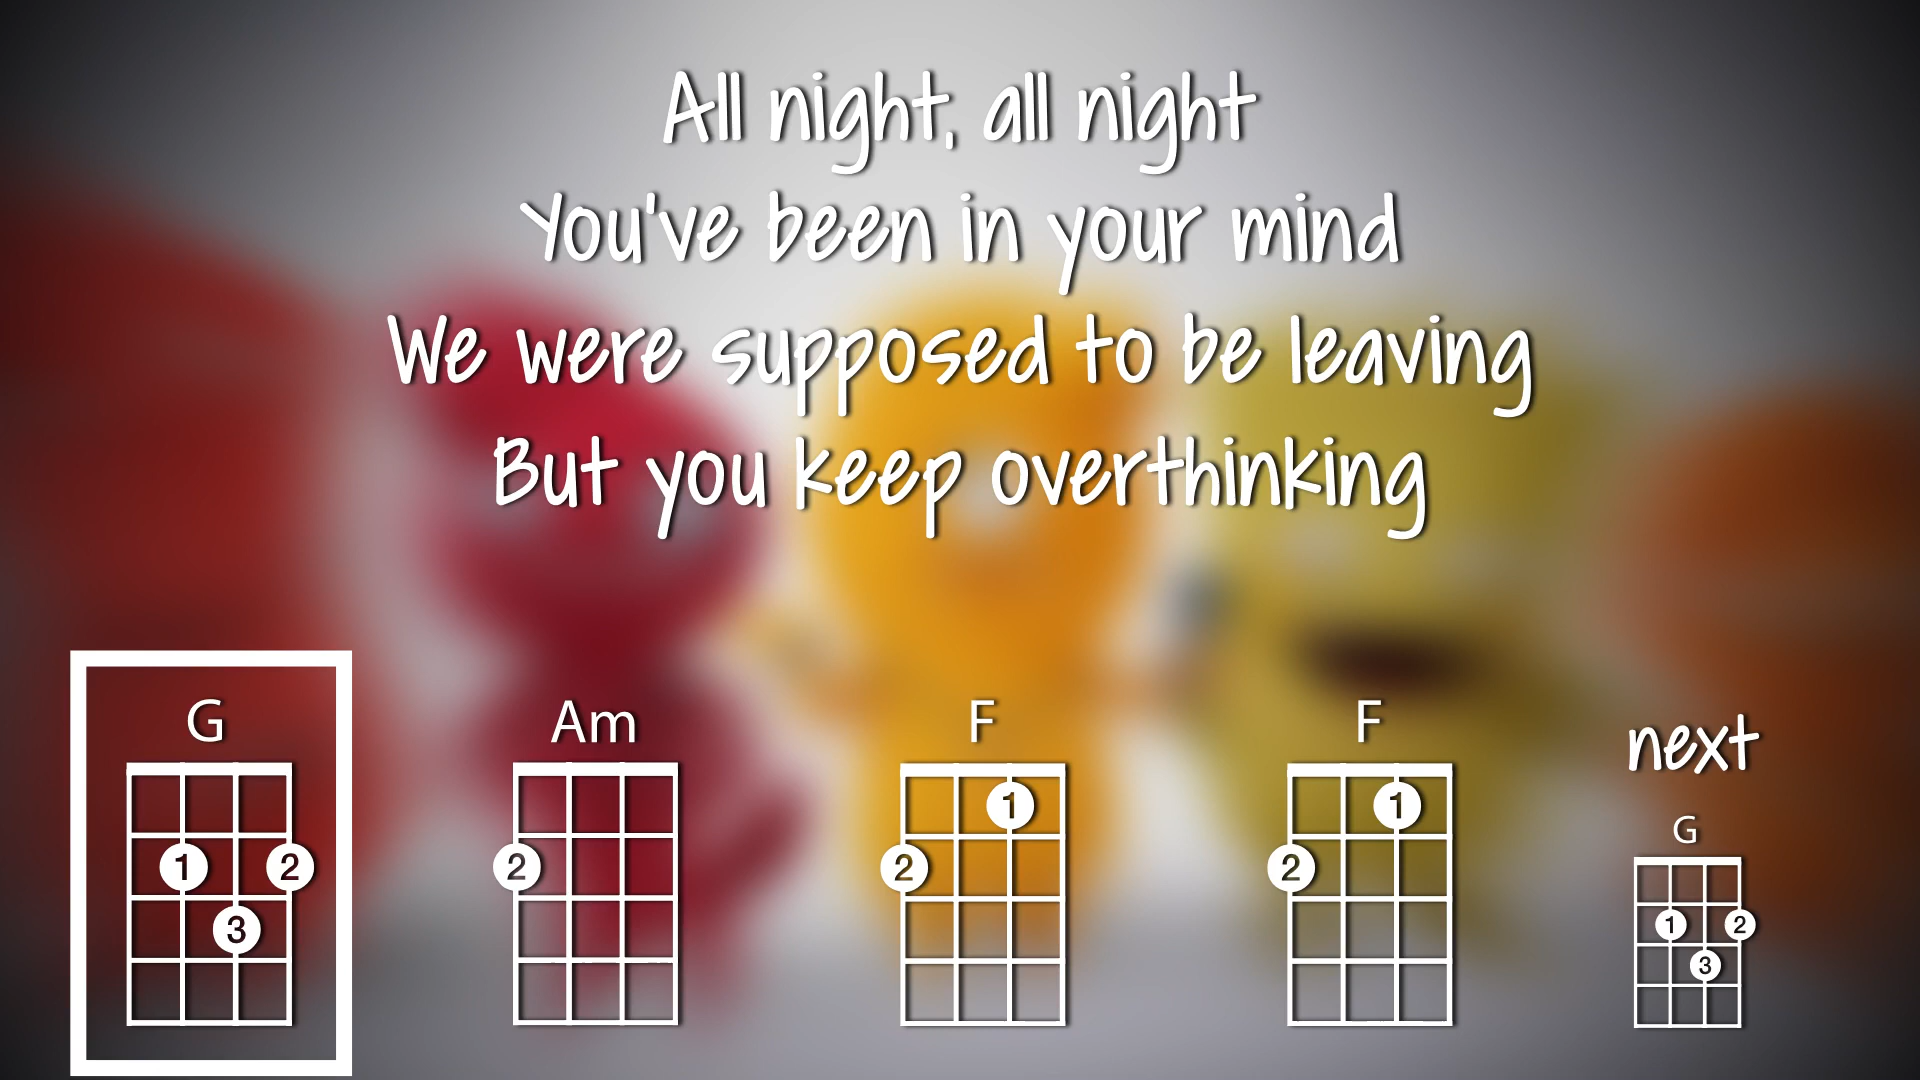 All night, all night
You've been in your mind
We were supposed to be leaving
But you keep overthinking
G
Am
F
F
next
G
1
2
3
2
1
2
1
2
1
2
3